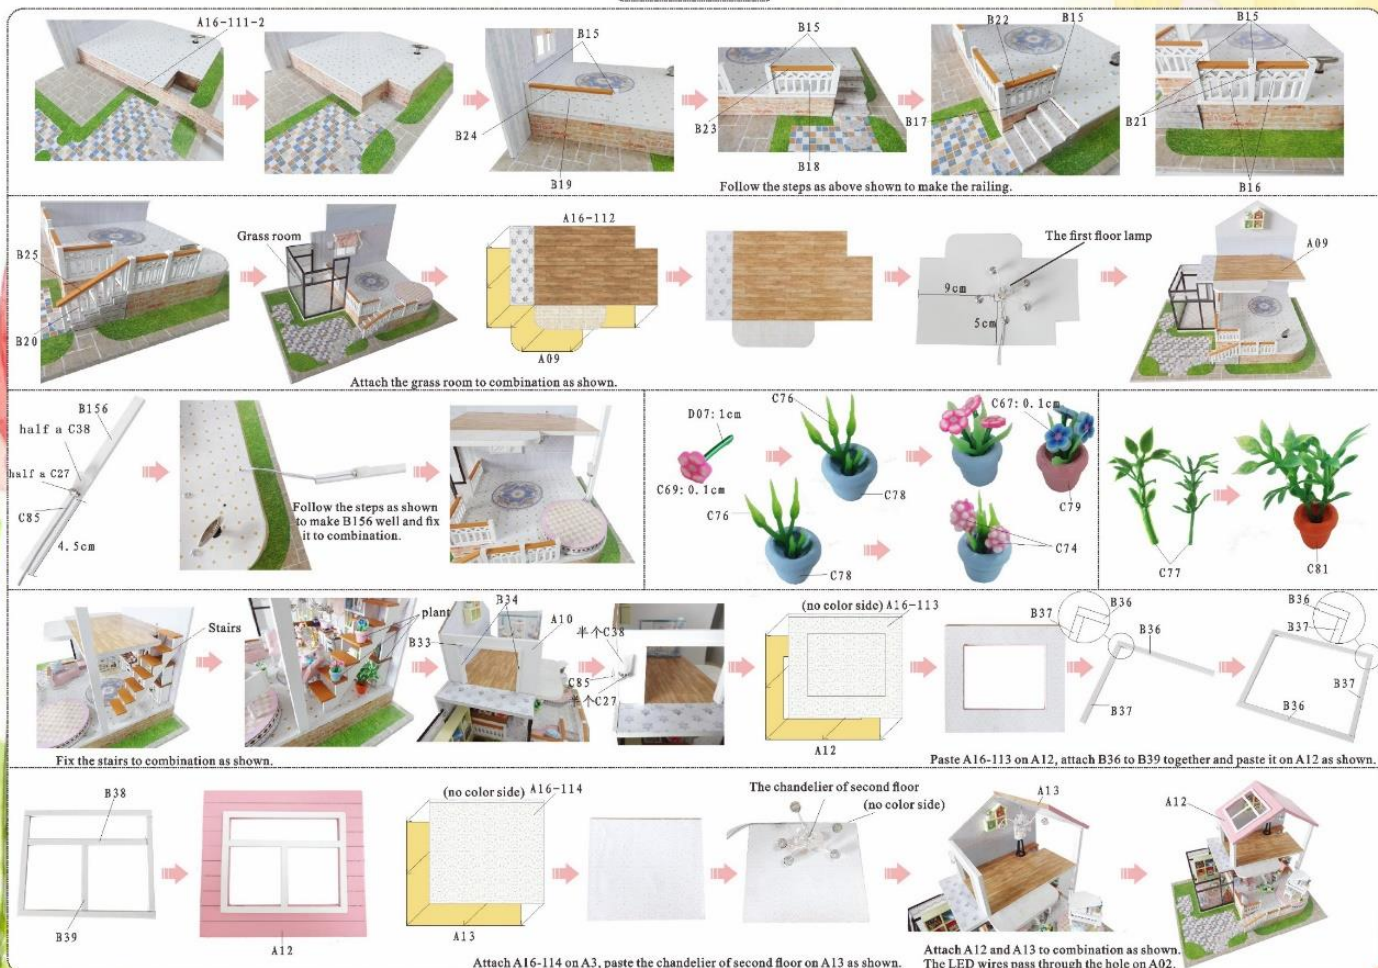 A16-111-2
B15
B24
B19
B15
B23
B18
B22
B15
B17
B15
B21
B16
Follow the steps as above shown to make the railing.
B25
B20
Grass room
A16-112
A09
The first floor lamp
9cm
5cm
A09
Attach the grass room to combination as shown.
B156
half a C38
half a C27
C85
4.5cm
Follow the steps as shown
to make B156 well and fix
it to combination.
D07:1cm
C69:0.1cm
C76
C78
C76
C78
C67:0.1cm
C79
C74
C77
C81
Stairs
plant
Fix the stairs to combination as shown.
B34
B33
A10
半个C38
C85
半个C27
(no color side) A16-113
A12
B36
B37
B36
B37
B36
B37
B37
B36
Paste A16-113 on A12, attach B36 to B39 together and paste it on A12 as shown.
B38
B39
A12
(no color side) A16-114
A13
The chandelier of second floor
(no color side)
Attach A16-114 on A3, paste the chandelier of second floor on A13 as shown.
A13
A12
Attach A12 and A13 to combination as shown.
The LED wires pass through the hole on A02.